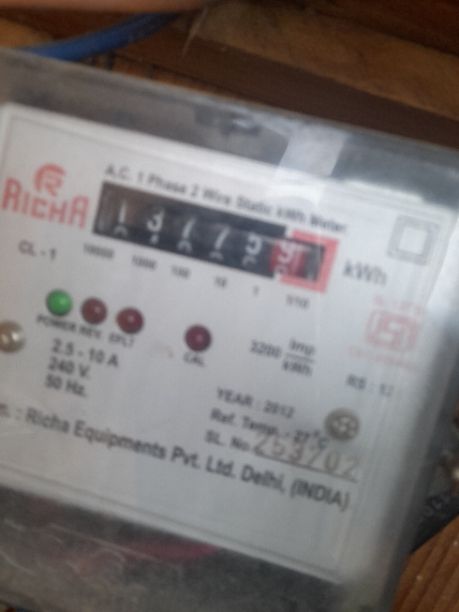 RICHA
A.C. 1 Phase 2 Wire Static kWh Meter
kWh
CL - 1
10000 1000 100 10 1 1/10
POWER REV EFLT
CAL
3200 Imp
kWh
2.5 - 10 A
240 V.
50 Hz.
YEAR : 2012
Ref. Temp. - 27°C
SL. No. 253702
: Richa Equipments Pvt. Ltd. Delhi, (INDIA)